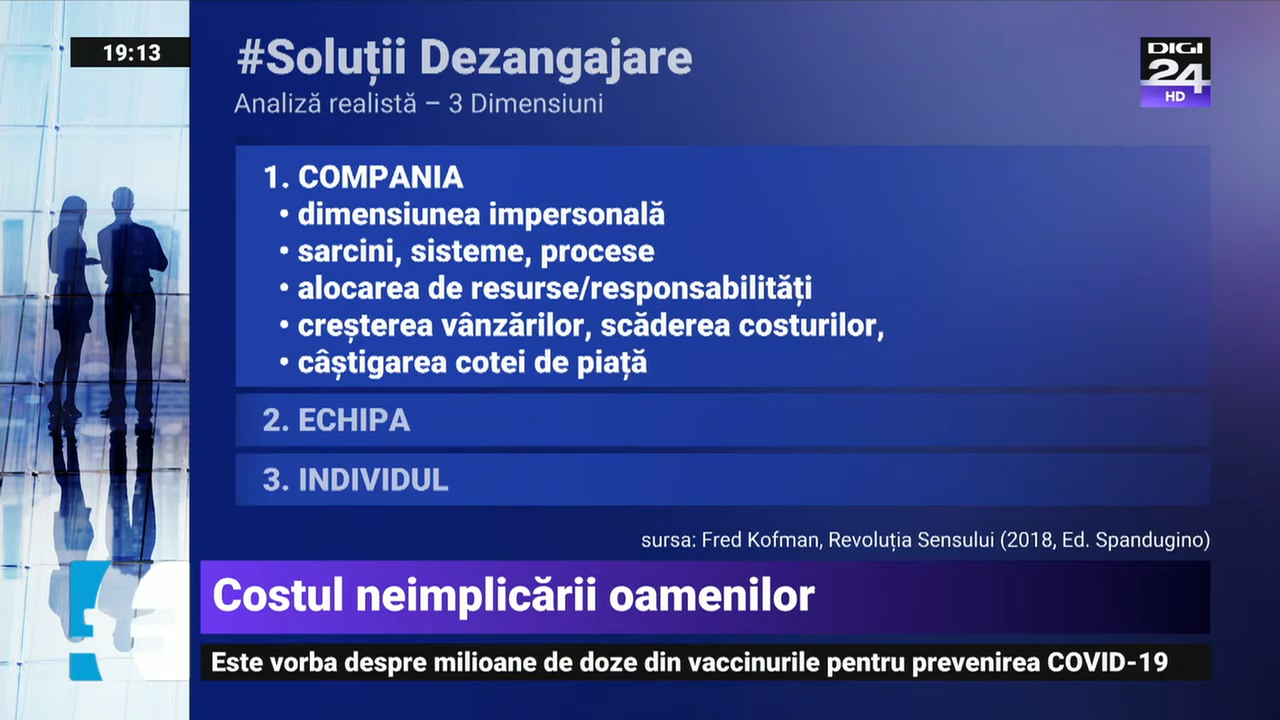 19:13
#Soluții Dezangajare
Analiză realistă – 3 Dimensiuni
DIGI
24
HD
1. COMPANIA
• dimensiunea impersonală
• sarcini, sisteme, procese
• alocarea de resurse/responsabilități
• creșterea vânzărilor, scăderea costurilor,
• câștigarea cotei de piață
2. ECHIPA
3. INDIVIDUL
sursa: Fred Kofman, Revoluția Sensului (2018, Ed. Spandugino)
Costul neimplicării oamenilor
Este vorba despre milioane de doze din vaccinurile pentru prevenirea COVID-19